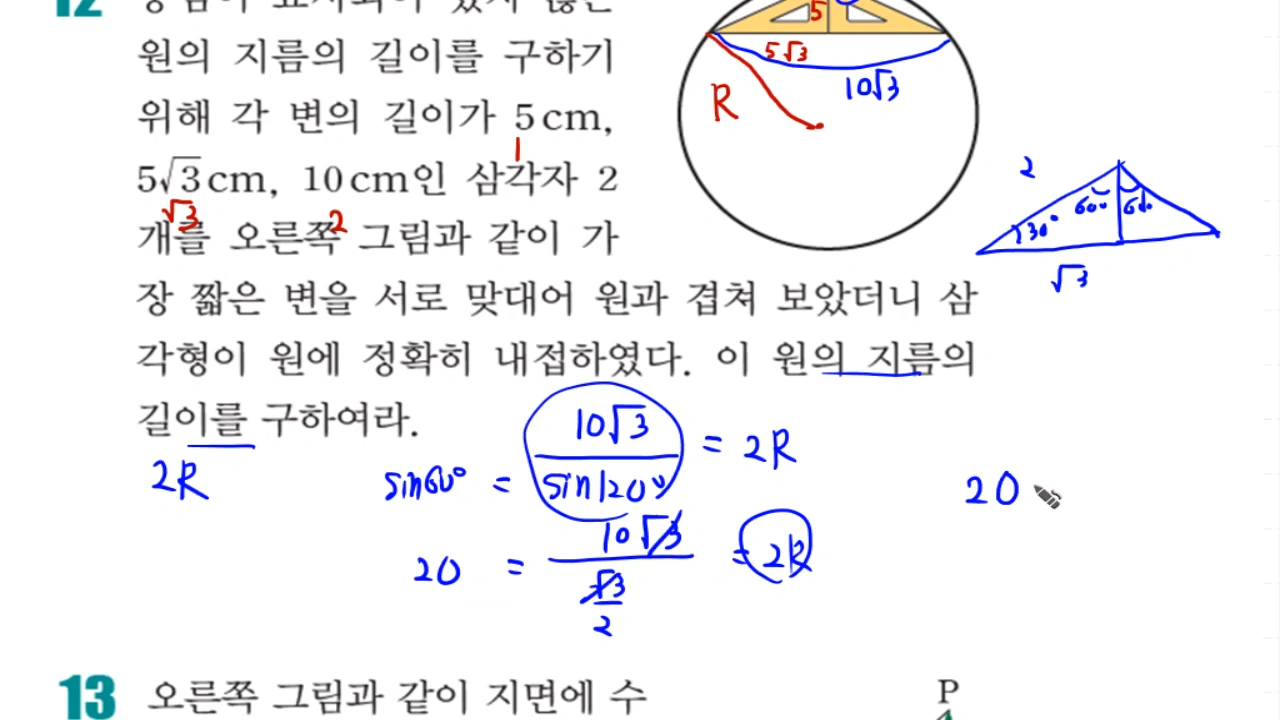 12
원의 지름의 길이를 구하기
위해 각 변의 길이가 5cm,
5√3cm, 10cm인 삼각자 2
개를 오른쪽 그림과 같이 가
장 짧은 변을 서로 맞대어 원과 겹쳐 보았더니 삼
각형이 원에 정확히 내접하였다. 이 원의 지름의
길이를 구하여라.
1
√3
2
5
5√3
10√3
R
2
30°
60°
√3
2R
sin60° = 10√3 / sin120° = 2R
20 = 10√3 / (√3/2) = 2R
20
13 오른쪽 그림과 같이 지면에 수
P